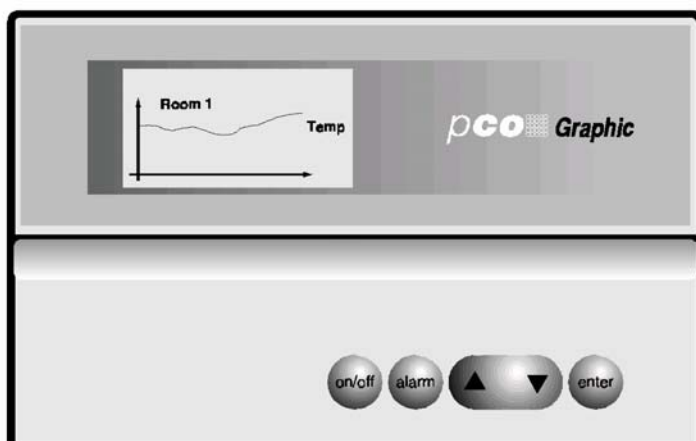 Room 1
Temp
pco Graphic
on/off alarm ▲ ▼ enter